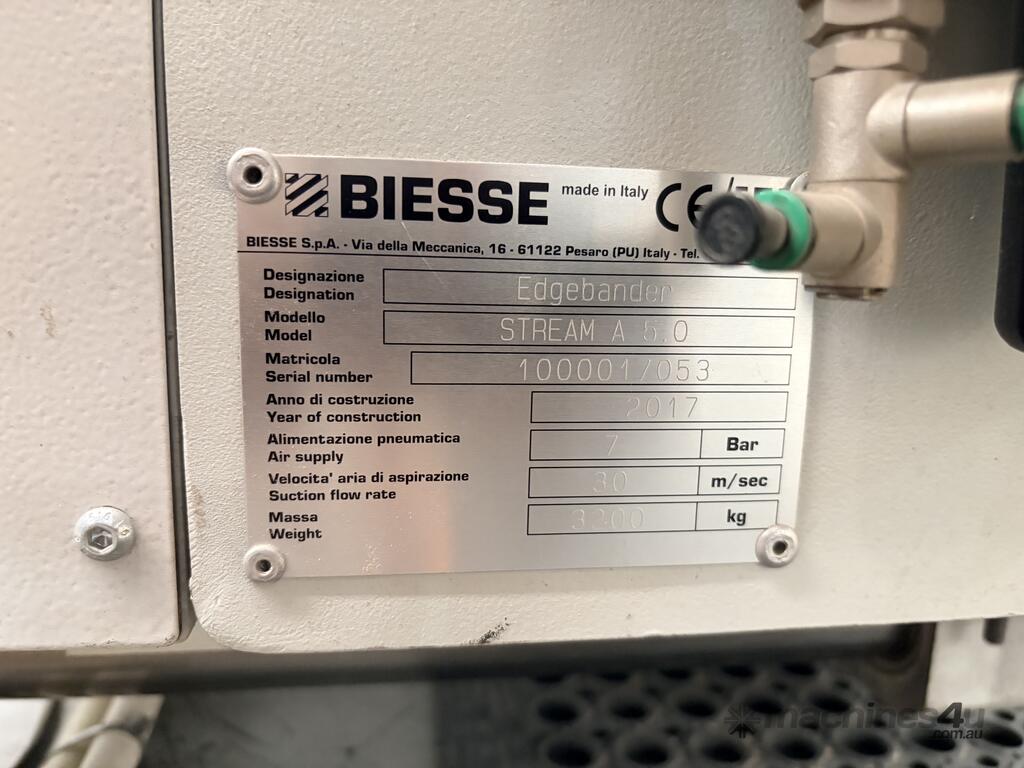 BIESSE made in Italy CE
BIESSE S.p.A. - Via della Meccanica, 16 - 61122 Pesaro (PU) Italy - Tel.
Designazione
Designation
Edgebander
Modello
Model
STREAM A 5.0
Matricola
Serial number
100001/053
Anno di costruzione
Year of construction
2017
Alimentazione pneumatica
Air supply
7 Bar
Velocita' aria di aspirazione
Suction flow rate
30 m/sec
Massa
Weight
3200 kg
machines4u
.com.au